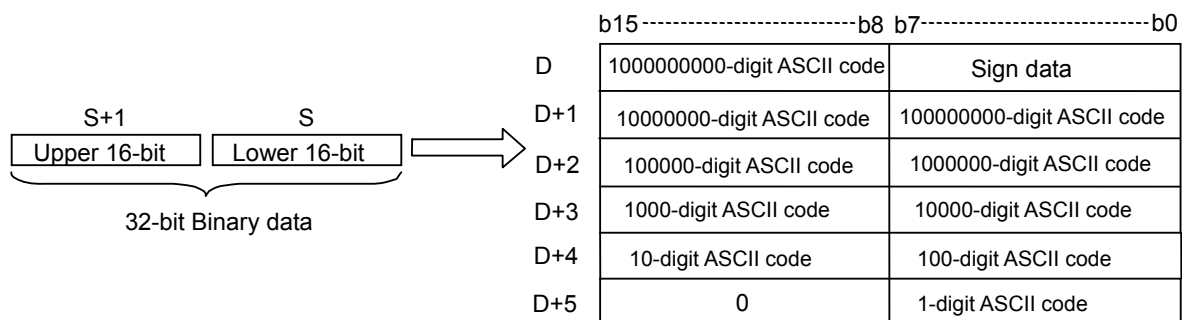 b15 b8 b7 b0
D 1000000000-digit ASCII code Sign data
D+1 10000000-digit ASCII code 100000000-digit ASCII code
D+2 100000-digit ASCII code 1000000-digit ASCII code
D+3 1000-digit ASCII code 10000-digit ASCII code
D+4 10-digit ASCII code 100-digit ASCII code
D+5 0 1-digit ASCII code
S+1 S
Upper 16-bit Lower 16-bit
32-bit Binary data